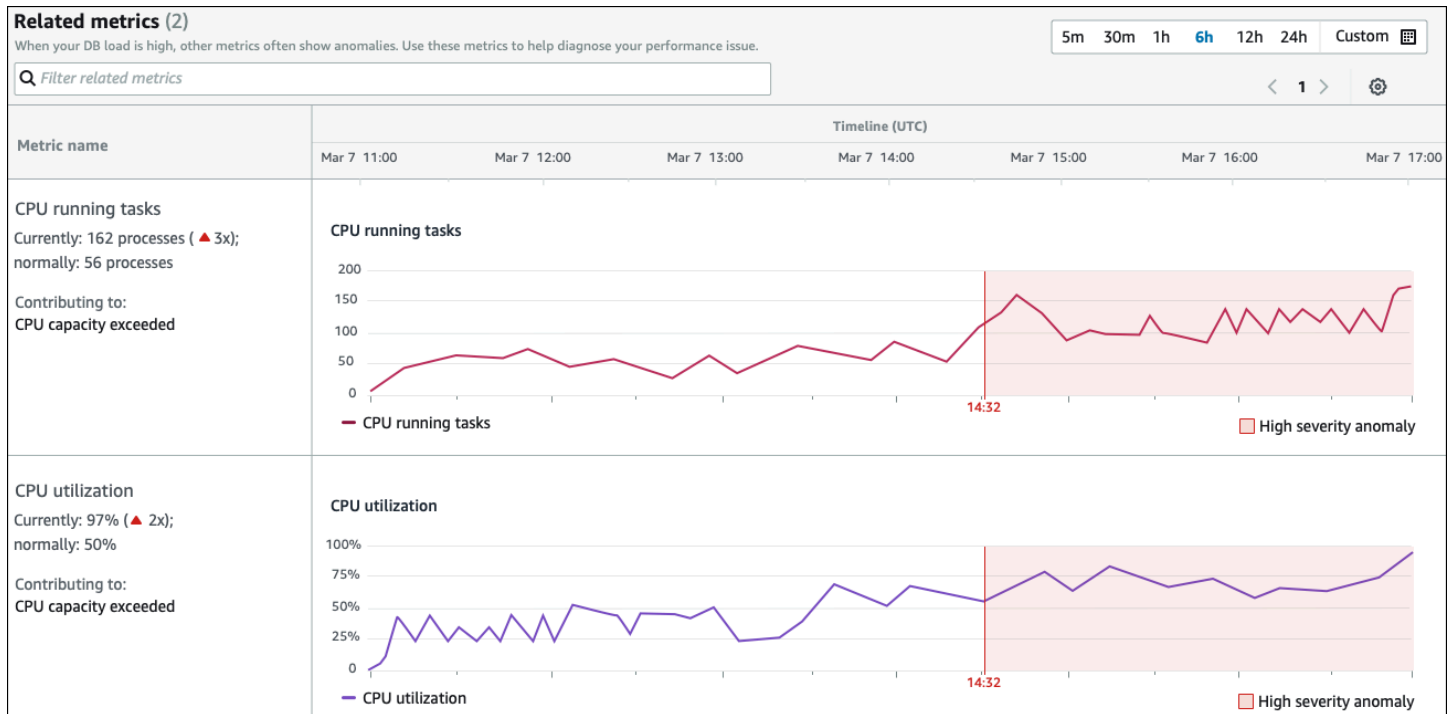 Related metrics (2)
When your DB load is high, other metrics often show anomalies. Use these metrics to help diagnose your performance issue.
5m 30m 1h 6h 12h 24h Custom
Filter related metrics
1
Metric name
Timeline (UTC)
Mar 7 11:00 Mar 7 12:00 Mar 7 13:00 Mar 7 14:00 Mar 7 15:00 Mar 7 16:00 Mar 7 17:00
CPU running tasks
Currently: 162 processes ( ▲ 3x);
normally: 56 processes
Contributing to:
CPU capacity exceeded
CPU running tasks
200
150
100
50
0
14:32
CPU running tasks
High severity anomaly
CPU utilization
Currently: 97% (▲ 2x);
normally: 50%
Contributing to:
CPU capacity exceeded
CPU utilization
100%
75%
50%
25%
0
14:32
CPU utilization
High severity anomaly